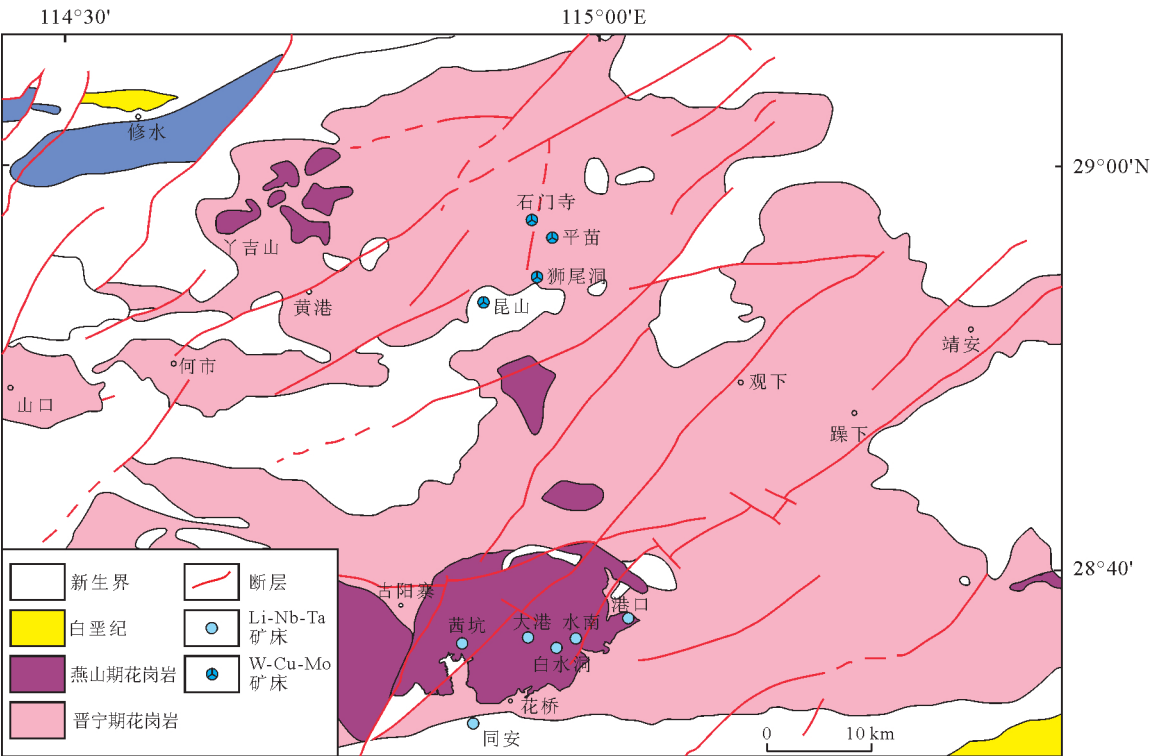 114°30'
115°00'E
修水
29°00'N
石门寺
平苗
丫吉山
狮尾洞
昆山
黄港
靖安
何市
观下
山口
躁下
28°40'
古阳寨
港口
茜坑
大港
水南
白水洞
花桥
同安
新生界
断层
白垩纪
Li-Nb-Ta
矿床
燕山期花岗岩
W-Cu-Mo
矿床
晋宁期花岗岩
0
10 km